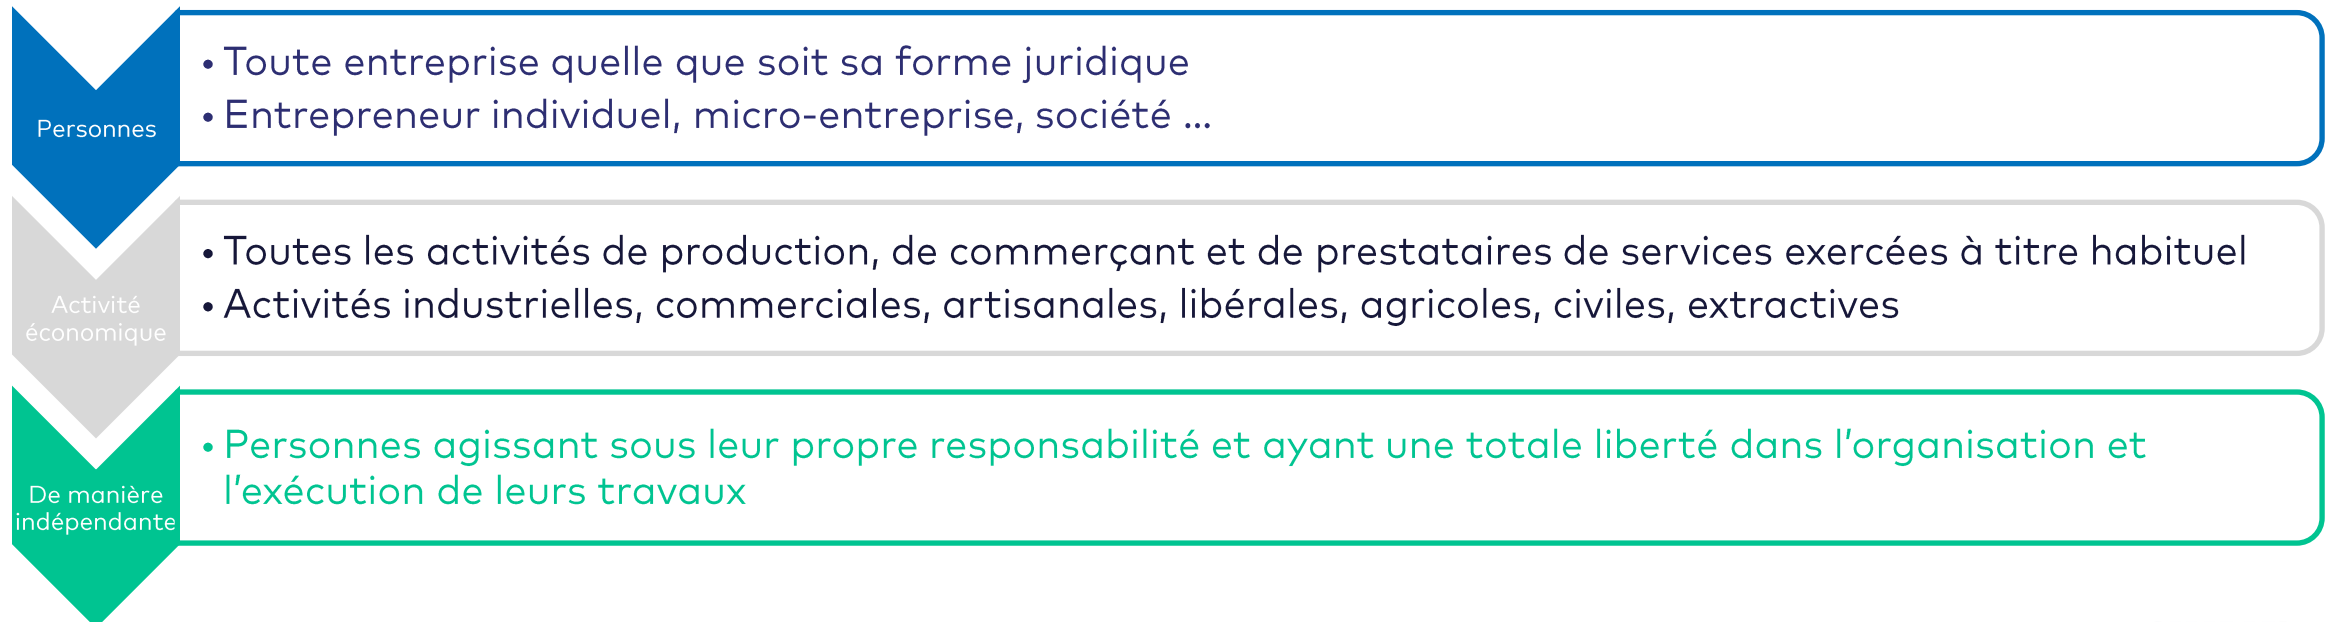 Personnes
• Toute entreprise quelle que soit sa forme juridique
• Entrepreneur individuel, micro-entreprise, société ...
Activité
économique
• Toutes les activités de production, de commerçant et de prestataires de services exercées à titre habituel
• Activités industrielles, commerciales, artisanales, libérales, agricoles, civiles, extractives
De manière
indépendante
• Personnes agissant sous leur propre responsabilité et ayant une totale liberté dans l’organisation et
l’exécution de leurs travaux